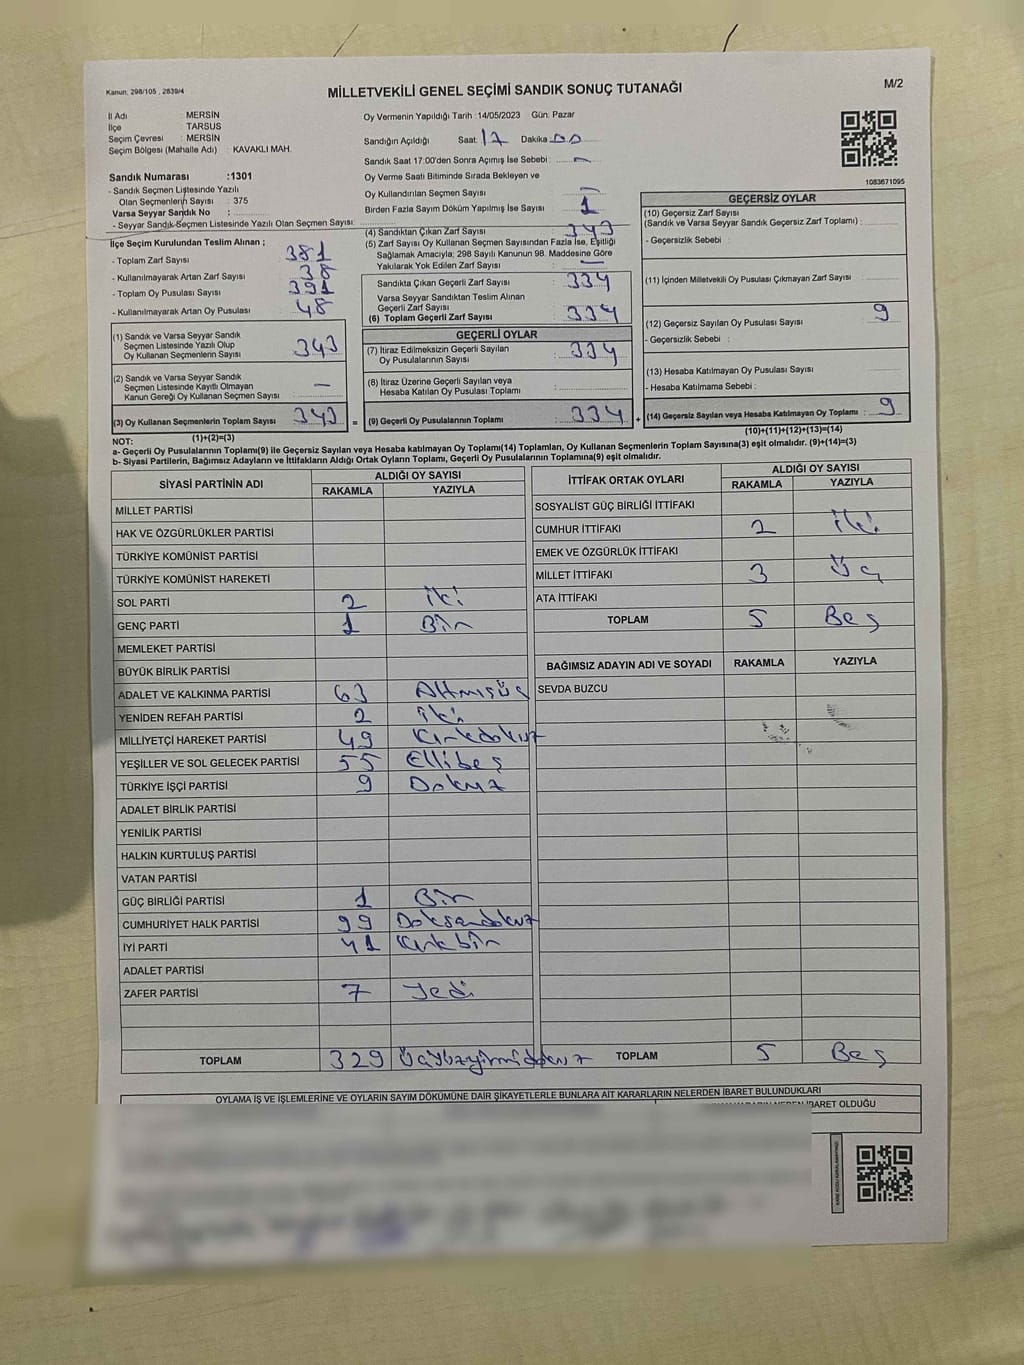 Kanun: 298/105 , 2839/4
MİLLETVEKİLİ GENEL SEÇİMİ SANDIK SONUÇ TUTANAĞI
M/2
İl Adı : MERSİN
İlçe : TARSUS
Seçim Çevresi : MERSİN
Seçim Bölgesi (Mahalle Adı) : KAVAKLI MAH.
Sandık Numarası :1301
- Sandık Seçmen Listesinde Yazılı
Olan Seçmenlerin Sayısı : 375
Varsa Seyyar Sandık No :
- Seyyar Sandık Seçmen Listesinde Yazılı Olan Seçmen Sayısı:
Oy Vermenin Yapıldığı Tarih :14/05/2023 Gün: Pazar
Sandığın Açıldığı Saat: 17 Dakika: 00
Sandık Saat 17:00'den Sonra Açımış İse Sebebi : –
Oy Verme Saati Bitiminde Sırada Bekleyen ve
Oy Kullandırılan Seçmen Sayısı : –
Birden Fazla Sayım Döküm Yapılmış İse Sayısı : 1
1083671095
İlçe Seçim Kurulundan Teslim Alınan ;
- Toplam Zarf Sayısı : 381
- Kullanılmayarak Artan Zarf Sayısı : 38
- Toplam Oy Pusulası Sayısı : 391
- Kullanılmayarak Artan Oy Pusulası : 48
(1) Sandık ve Varsa Seyyar Sandık
Seçmen Listesinde Yazılı Olup
Oy Kullanan Seçmenlerin Sayısı : 343
(2) Sandık ve Varsa Seyyar Sandık
Seçmen Listesinde Kayıtlı Olmayan
Kanun Gereği Oy Kullanan Seçmen Sayısı : –
(3) Oy Kullanan Seçmenlerin Toplam Sayısı : 343
(1)+(2)=(3)
(4) Sandıktan Çıkan Zarf Sayısı : 343
(5) Zarf Sayısı Oy Kullanan Seçmen Sayısından Fazla İse, Eşitliği
Sağlamak Amacıyla; 298 Sayılı Kanunun 98. Maddesine Göre
Yakılarak Yok Edilen Zarf Sayısı : –
Sandıkta Çıkan Geçerli Zarf Sayısı : 334
Varsa Seyyar Sandıktan Teslim Alınan
Geçerli Zarf Sayısı :
(6) Toplam Geçerli Zarf Sayısı : 334
GEÇERLİ OYLAR
(7) İtiraz Edilmeksizin Geçerli Sayılan
Oy Pusulalarının Sayısı : 334
(8) İtiraz Üzerine Geçerli Sayılan veya
Hesaba Katılan Oy Pusulası Toplamı :
= (9) Geçerli Oy Pusulalarının Toplamı : 334
GEÇERSİZ OYLAR
(10) Geçersiz Zarf Sayısı
(Sandık ve Varsa Seyyar Sandık Geçersiz Zarf Toplamı) :
- Geçersizlik Sebebi :
(11) İçinden Milletvekili Oy Pusulası Çıkmayan Zarf Sayısı :
(12) Geçersiz Sayılan Oy Pusulası Sayısı : 9
- Geçersizlik Sebebi :
(13) Hesaba Katılmayan Oy Pusulası Sayısı :
- Hesaba Katılmama Sebebi :
+ (14) Geçersiz Sayılan veya Hesaba Katılmayan Oy Toplamı : 9
(10)+(11)+(12)+(13)=(14)
NOT:
a- Geçerli Oy Pusulalarının Toplamı(9) ile Geçersiz Sayılan veya Hesaba katılmayan Oy Toplamı(14) Toplamları, Oy Kullanan Seçmenlerin Toplam Sayısına(3) eşit olmalıdır. (9)+(14)=(3)
b- Siyasi Partilerin, Bağımsız Adayların ve İttifakların Aldığı Ortak Oyların Toplamı, Geçerli Oy Pusulalarının Toplamına(9) eşit olmalıdır.
SİYASİ PARTİNİN ADI ALDIĞI OY SAYISI
RAKAMLA YAZIYLA
MİLLET PARTİSİ
HAK VE ÖZGÜRLÜKLER PARTİSİ
TÜRKİYE KOMÜNİST PARTİSİ
TÜRKİYE KOMÜNİST HAREKETİ
SOL PARTİ 2 iki
GENÇ PARTİ 1 Bir
MEMLEKET PARTİSİ
BÜYÜK BİRLİK PARTİSİ
ADALET VE KALKINMA PARTİSİ 63 Altmışüç
YENİDEN REFAH PARTİSİ 2 iki
MİLLİYETÇİ HAREKET PARTİSİ 49 Kırkdokuz
YEŞİLLER VE SOL GELECEK PARTİSİ 55 Ellibeş
TÜRKİYE İŞÇİ PARTİSİ 9 Dokuz
ADALET BİRLİK PARTİSİ
YENİLİK PARTİSİ
HALKIN KURTULUŞ PARTİSİ
VATAN PARTİSİ
GÜÇ BİRLİĞİ PARTİSİ 1 Bir
CUMHURİYET HALK PARTİSİ 99 Doksandokuz
İYİ PARTİ 41 Kırkbir
ADALET PARTİSİ
ZAFER PARTİSİ 7 Yedi
TOPLAM 329 Üçyüzyirmidokuz
İTTİFAK ORTAK OYLARI ALDIĞI OY SAYISI
RAKAMLA YAZIYLA
SOSYALİST GÜÇ BİRLİĞİ İTTİFAKI
CUMHUR İTTİFAKI 2 İki
EMEK VE ÖZGÜRLÜK İTTİFAKI
MİLLET İTTİFAKI 3 Üç
ATA İTTİFAKI
TOPLAM 5 Beş
BAĞIMSIZ ADAYIN ADI VE SOYADI RAKAMLA YAZIYLA
SEVDA BUZCU
TOPLAM 5 Beş
OYLAMA İŞ VE İŞLEMLERİNE VE OYLARIN SAYIM DÖKÜMÜNE DAİR ŞİKAYETLERLE BUNLARA AİT KARARLARIN NELERDEN İBARET BULUNDUKLARI
İBARET OLDUĞU